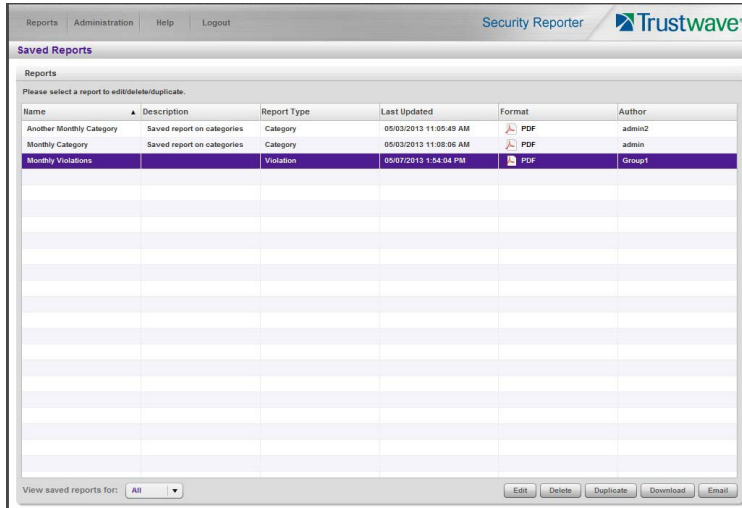 Reports Administration Help Logout Security Reporter Trustwave
Saved Reports
Reports
Please select a report to edit/delete/duplicate.
Name Description Report Type Last Updated Format Author
Another Monthly Category Saved report on categories Category 05/03/2013 11:05:49 AM PDF admin2
Monthly Category Saved report on categories Category 05/03/2013 11:08:06 AM PDF admin
Monthly Violations Violation 05/07/2013 1:54:04 PM PDF Group1
View saved reports for: All Edit Delete Duplicate Download Email